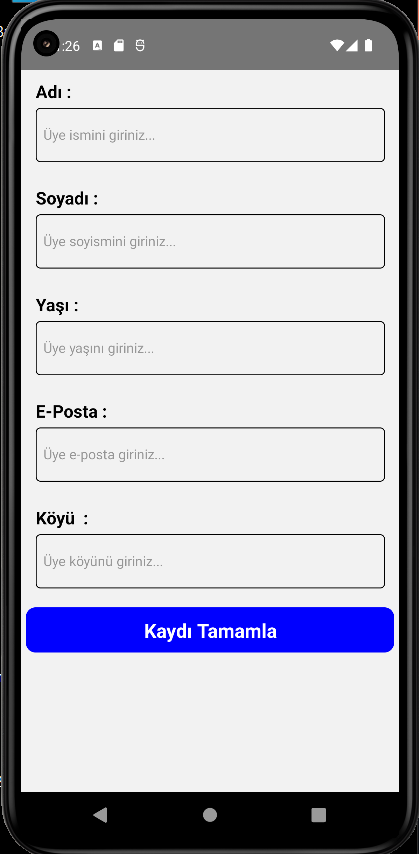 :26
Adı :
Üye ismini giriniz...
Soyadı :
Üye soyismini giriniz...
Yaşı :
Üye yaşını giriniz...
E-Posta :
Üye e-posta giriniz...
Köyü  :
Üye köyünü giriniz...
Kaydı Tamamla